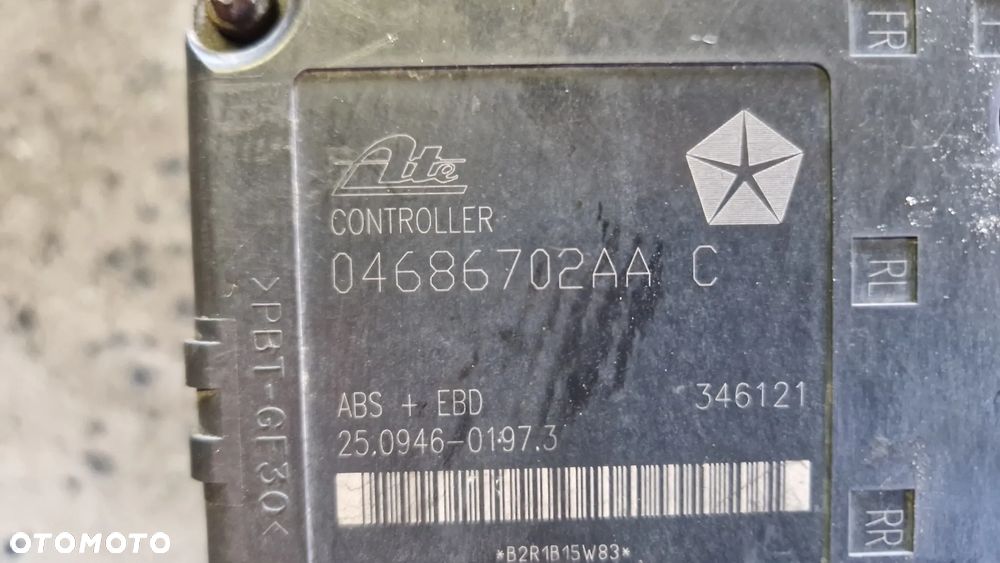 FR
Ate
CONTROLLER
04686702AA C
RL
>PBT-GF30<
ABS + EBD 346121
25.0946-0197.3
RR
*B2R1B15W83*
OTOMOTO